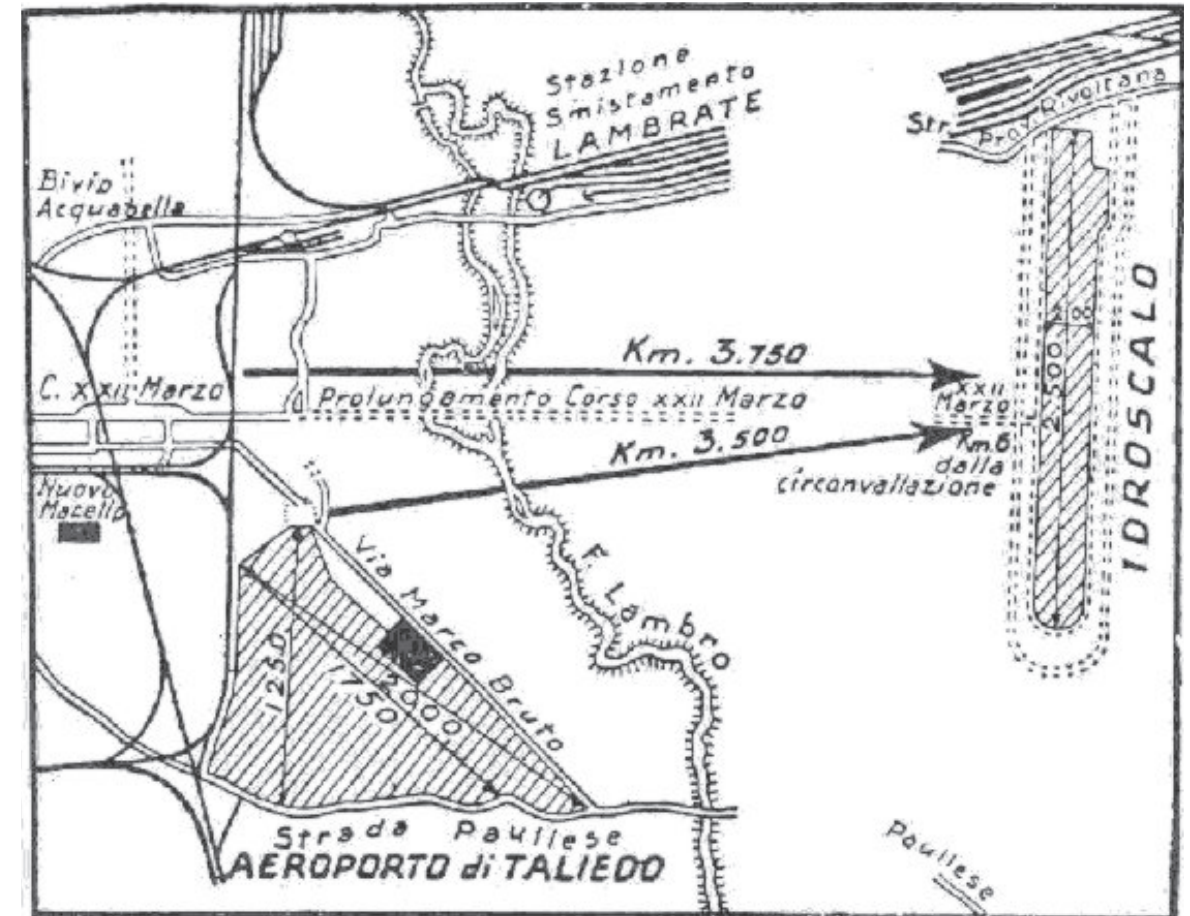 Stazione
Smistamento
LAMBRATE
Str. Prov. Rivoltana
Bivio
Acquabella
IDROSCALO
200
2.500
Km. 3.750
C. XXII Marzo
Prolungamento Corso XXII Marzo
XXII
Marzo
Km. 3.500
Km. 6
dalla
circonvallazione
Nuovo
Macello
Via Marco Bruto
F. Lambro
1250
1750
2000
Strada Paullese
AEROPORTO di TALIEDO
Paullese